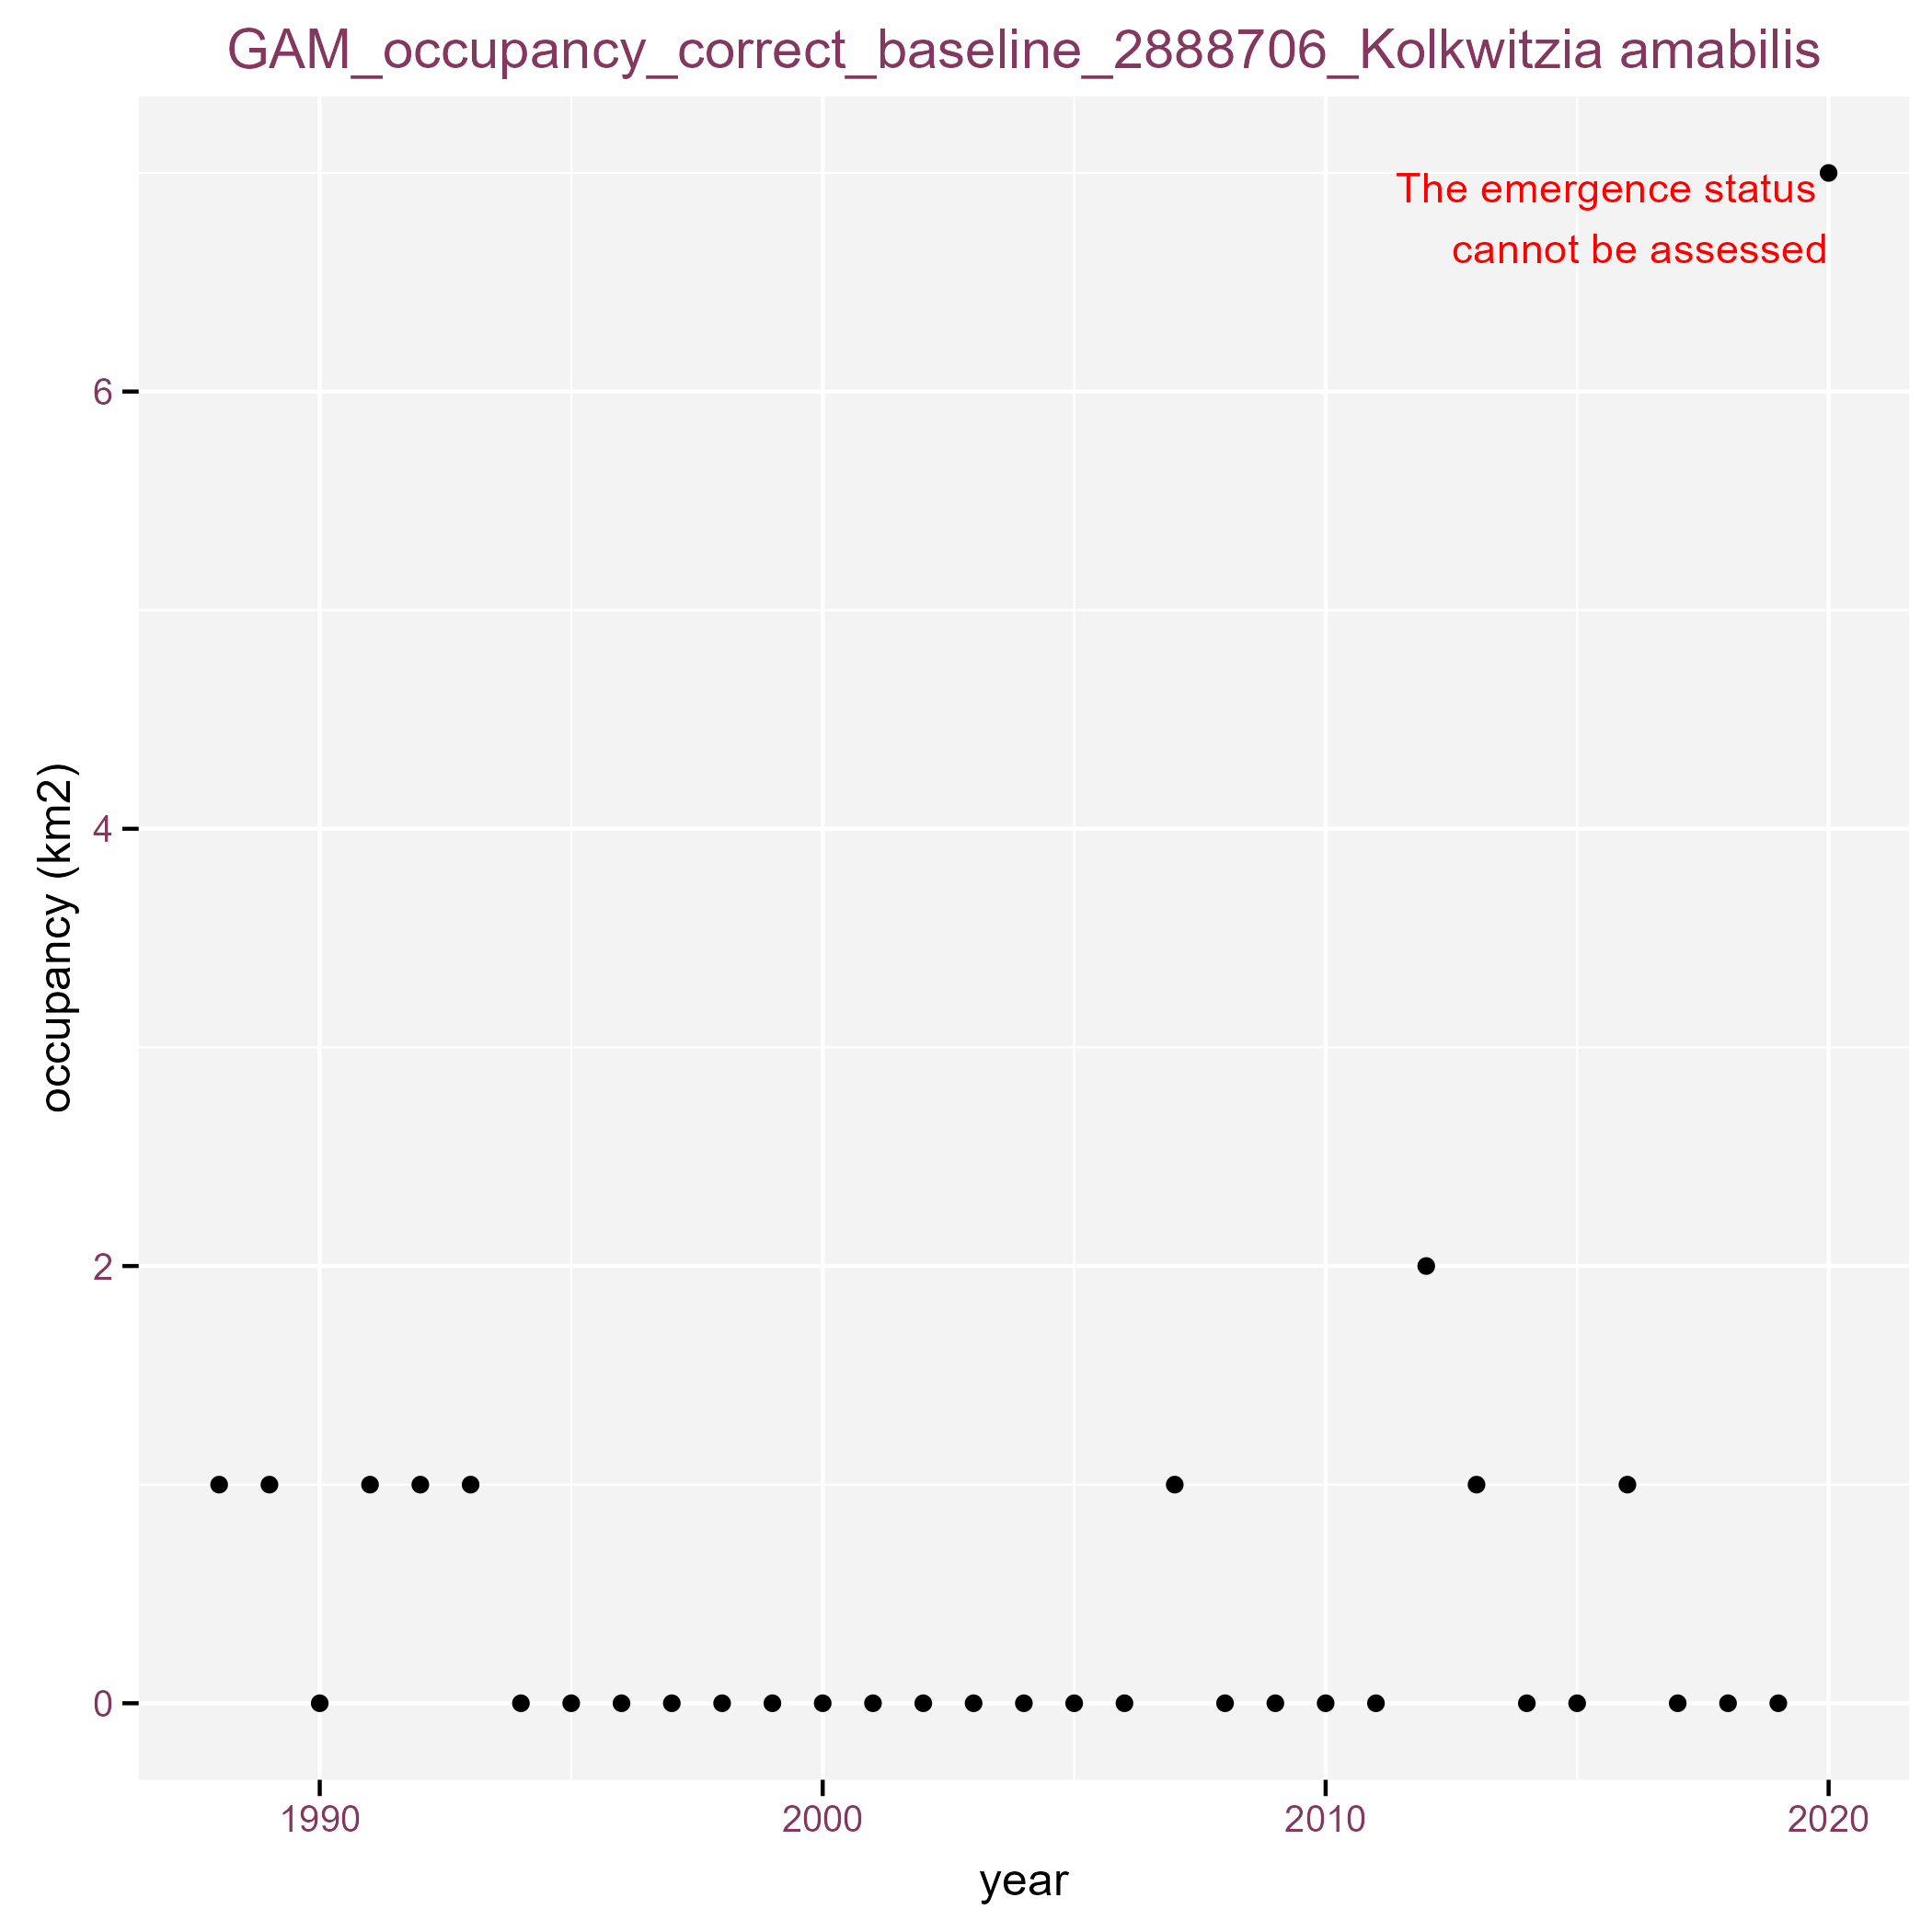 GAM_occupancy_correct_baseline_2888706_Kolkwitzia amabilis
The emergence status
cannot be assessed
6
4
2
0
occupancy (km2)
1990 2000 2010 2020
year